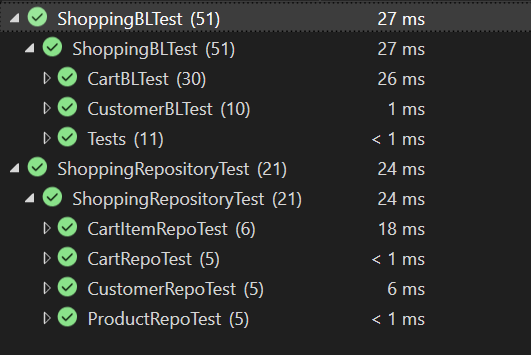 ShoppingBLTest (51) 27 ms
ShoppingBLTest (51) 27 ms
CartBLTest (30) 26 ms
CustomerBLTest (10) 1 ms
Tests (11) < 1 ms
ShoppingRepositoryTest (21) 24 ms
ShoppingRepositoryTest (21) 24 ms
CartItemRepoTest (6) 18 ms
CartRepoTest (5) < 1 ms
CustomerRepoTest (5) 6 ms
ProductRepoTest (5) < 1 ms